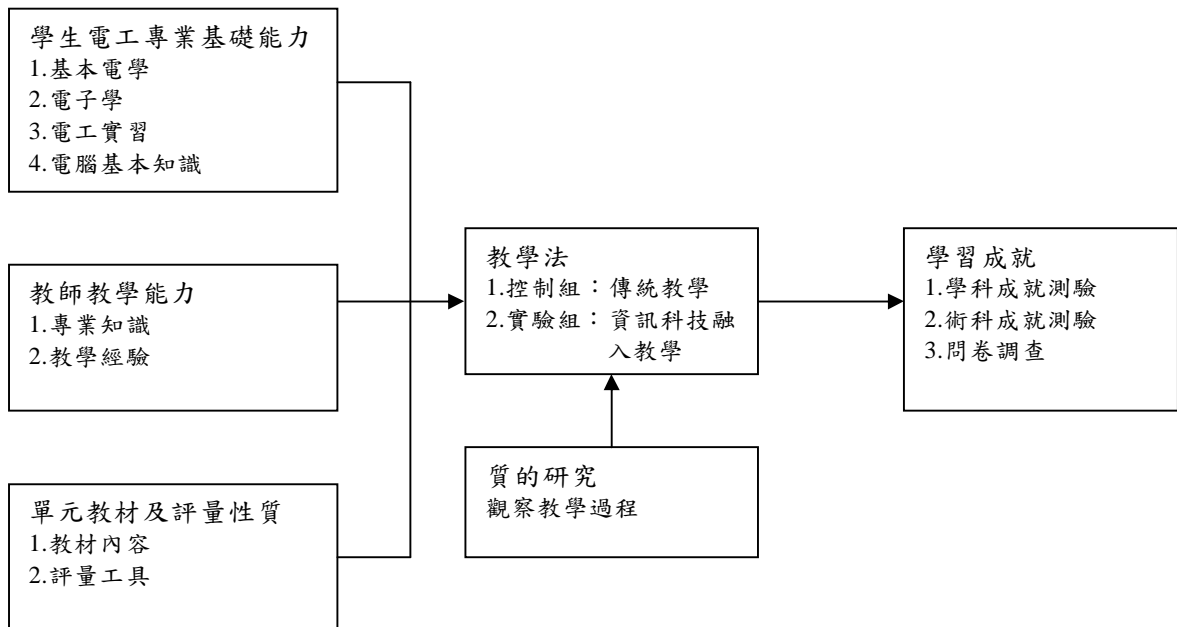 學生電工專業基礎能力
1.基本電學
2.電子學
3.電工實習
4.電腦基本知識
教師教學能力
1.專業知識
2.教學經驗
單元教材及評量性質
1.教材內容
2.評量工具
教學法
1.控制組：傳統教學
2.實驗組：資訊科技融
入教學
質的研究
觀察教學過程
學習成就
1.學科成就測驗
2.術科成就測驗
3.問卷調查